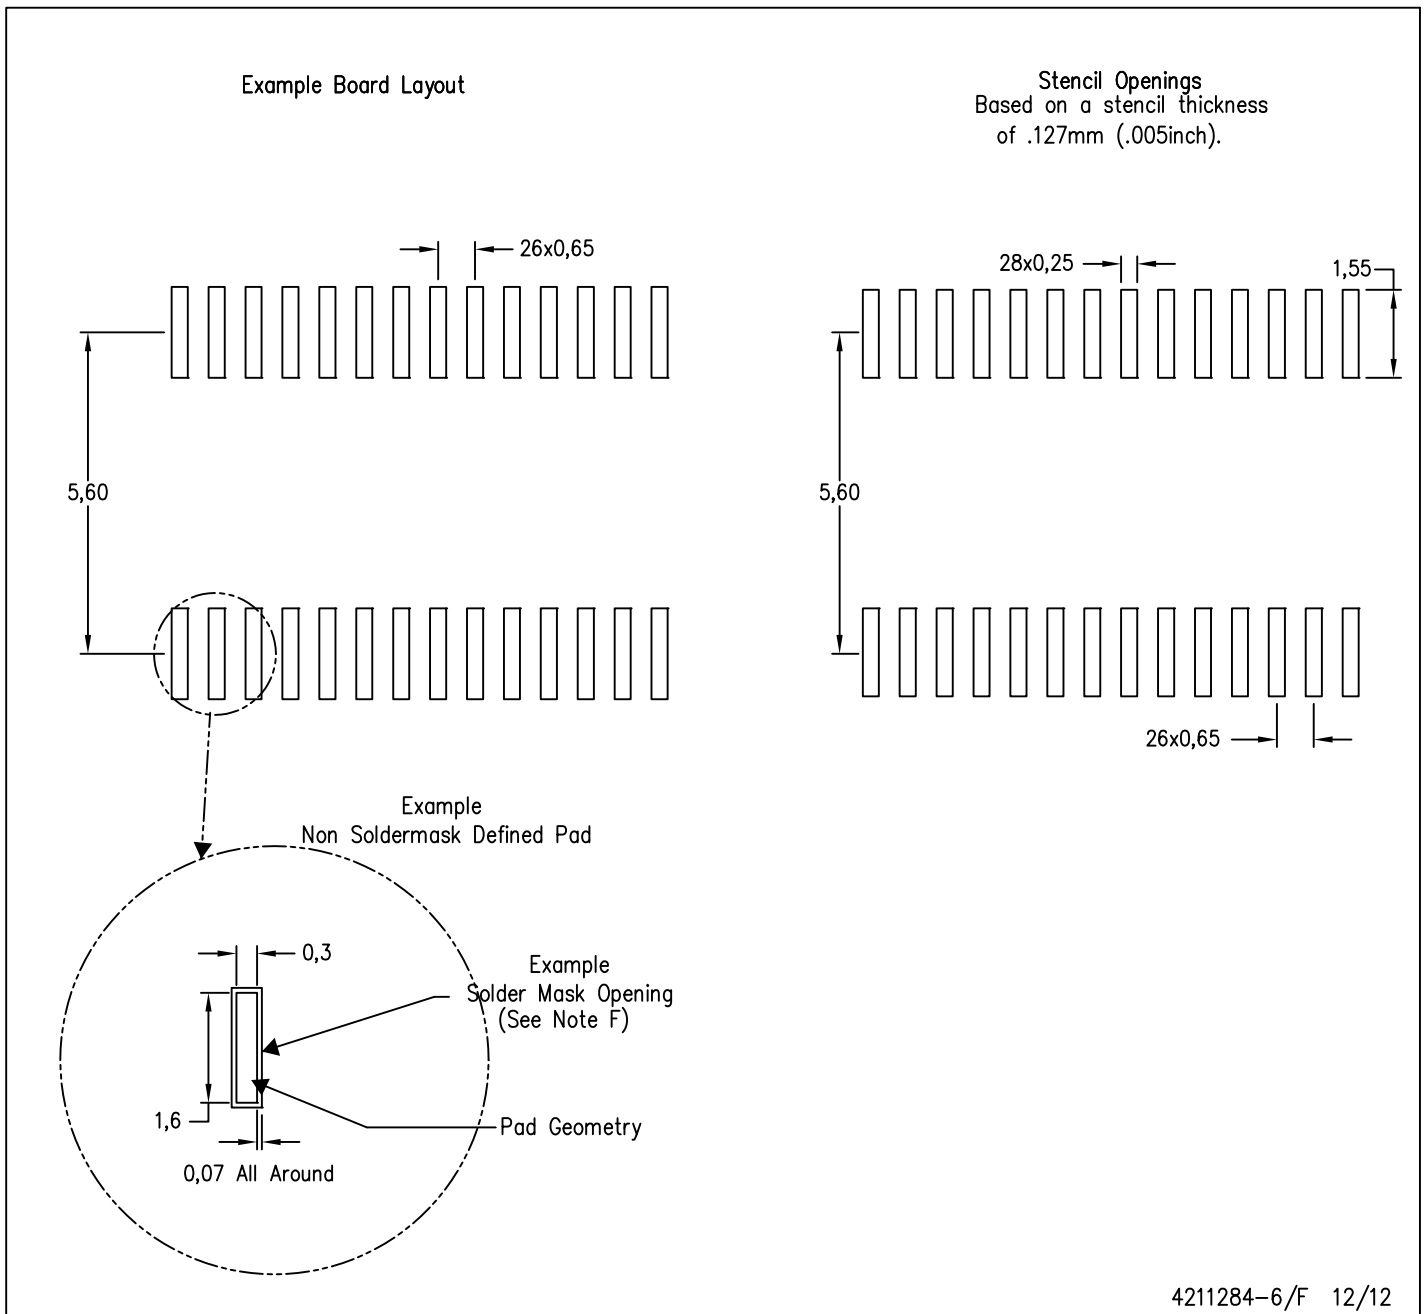 Example Board Layout
Stencil Openings
Based on a stencil thickness
of .127mm (.005inch).
26x0,65
28x0,25
1,55
5,60
5,60
26x0,65
Example
Non Soldermask Defined Pad
0,3
Example
Solder Mask Opening
(See Note F)
1,6
Pad Geometry
0,07 All Around
4211284-6/F 12/12